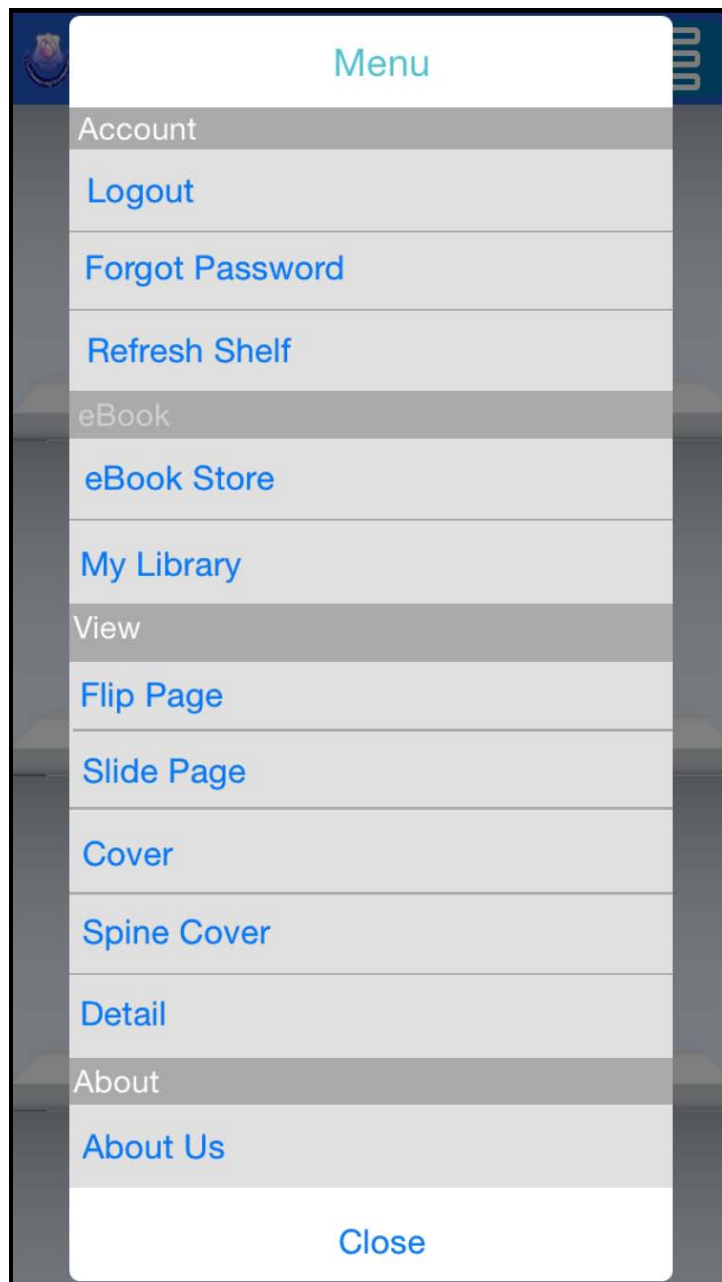 Menu
Account
Logout
Forgot Password
Refresh Shelf
eBook
eBook Store
My Library
View
Flip Page
Slide Page
Cover
Spine Cover
Detail
About
About Us
Close